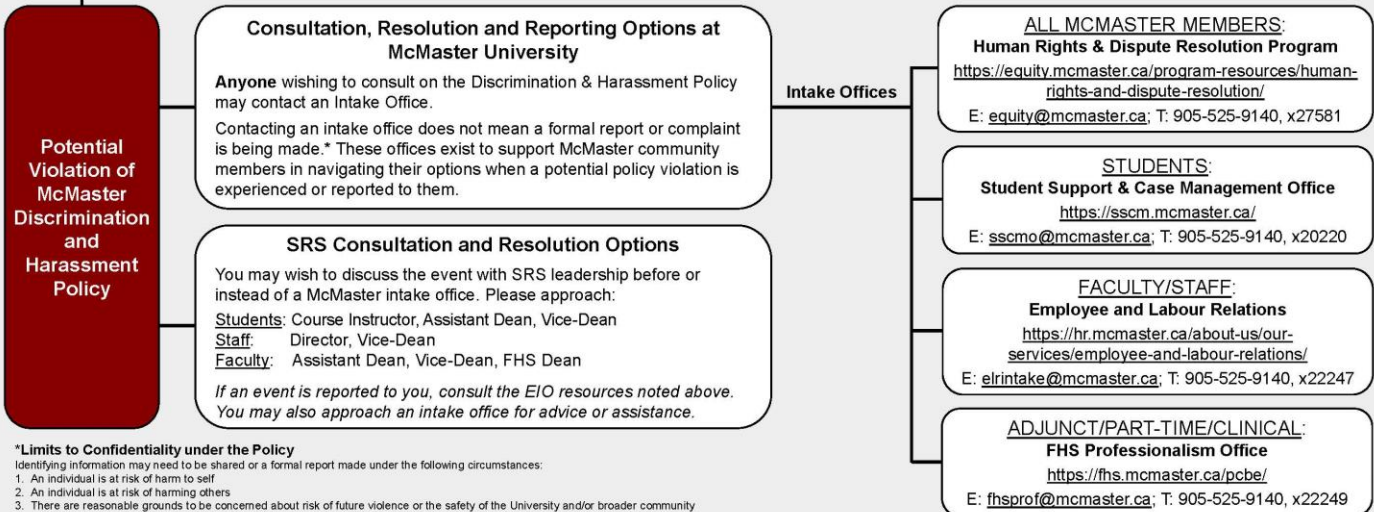 Potential
Violation of
McMaster
Discrimination
and
Harassment
Policy
Consultation, Resolution and Reporting Options at
McMaster University
Anyone wishing to consult on the Discrimination & Harassment Policy
may contact an Intake Office.
Contacting an intake office does not mean a formal report or complaint
is being made.* These offices exist to support McMaster community
members in navigating their options when a potential policy violation is
experienced or reported to them.
SRS Consultation and Resolution Options
You may wish to discuss the event with SRS leadership before or
instead of a McMaster intake office. Please approach:
Students: Course Instructor, Assistant Dean, Vice-Dean
Staff: Director, Vice-Dean
Faculty: Assistant Dean, Vice-Dean, FHS Dean
If an event is reported to you, consult the EIO resources noted above.
You may also approach an intake office for advice or assistance.
Intake Offices
ALL MCMASTER MEMBERS:
Human Rights & Dispute Resolution Program
https://equity.mcmaster.ca/program-resources/human-
rights-and-dispute-resolution/
E: equity@mcmaster.ca; T: 905-525-9140, x27581
STUDENTS:
Student Support & Case Management Office
https://sscm.mcmaster.ca/
E: sscmo@mcmaster.ca; T: 905-525-9140, x20220
FACULTY/STAFF:
Employee and Labour Relations
https://hr.mcmaster.ca/about-us/our-
services/employee-and-labour-relations/
E: elrintake@mcmaster.ca; T: 905-525-9140, x22247
ADJUNCT/PART-TIME/CLINICAL:
FHS Professionalism Office
https://fhs.mcmaster.ca/pcbe/
E: fhsprof@mcmaster.ca; T: 905-525-9140, x22249
*Limits to Confidentiality under the Policy
Identifying information may need to be shared or a formal report made under the following circumstances:
1. An individual is at risk of harm to self
2. An individual is at risk of harming others
3. There are reasonable grounds to be concerned about risk of future violence or the safety of the University and/or broader community